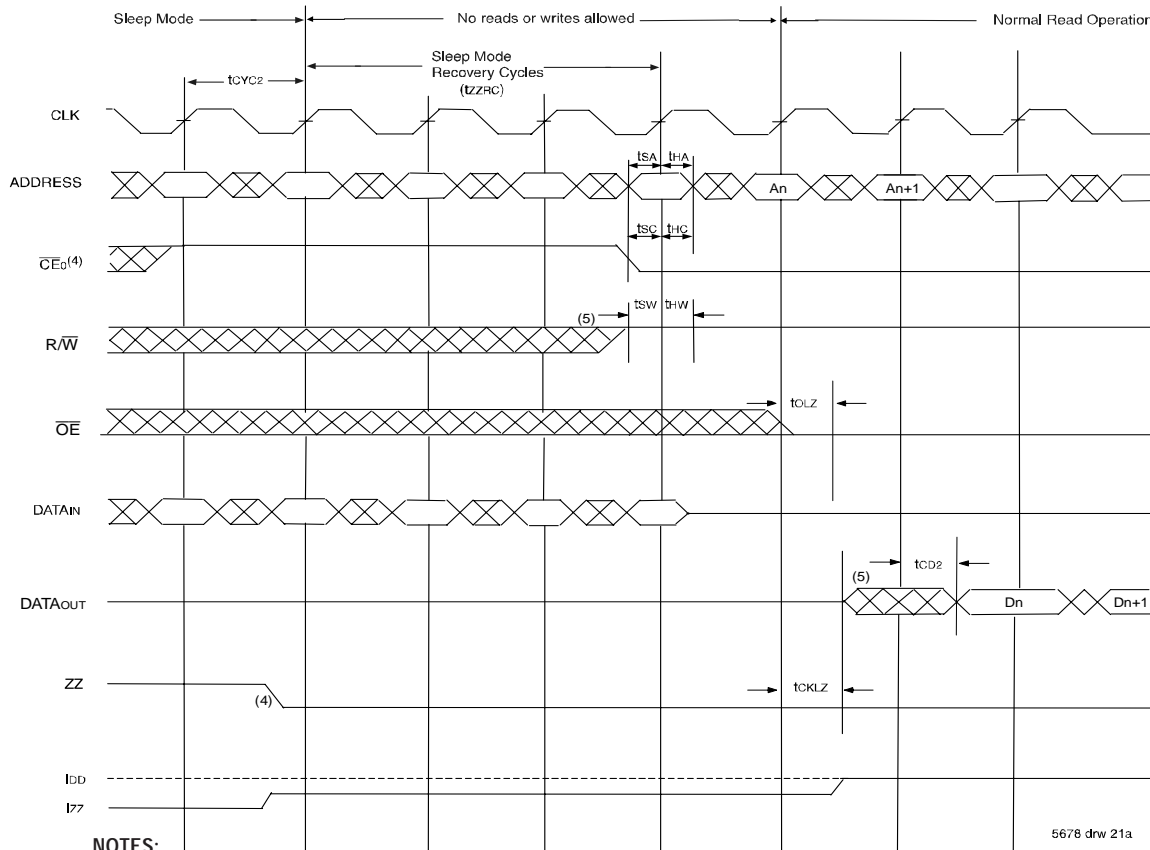 Sleep Mode
No reads or writes allowed
Normal Read Operation
Sleep Mode
Recovery Cycles
(tZZRC)
tCYC2
CLK
tSA tHA
ADDRESS
An
An+1
tSC tHC
CE0(4)
tSW tHW
(5)
R/W
tOLZ
OE
DATAIN
tCD2
(5)
DATAOUT
Dn
Dn+1
ZZ
(4)
tCKLZ
IDD
IZZ
5678 drw 21a
NOTES: